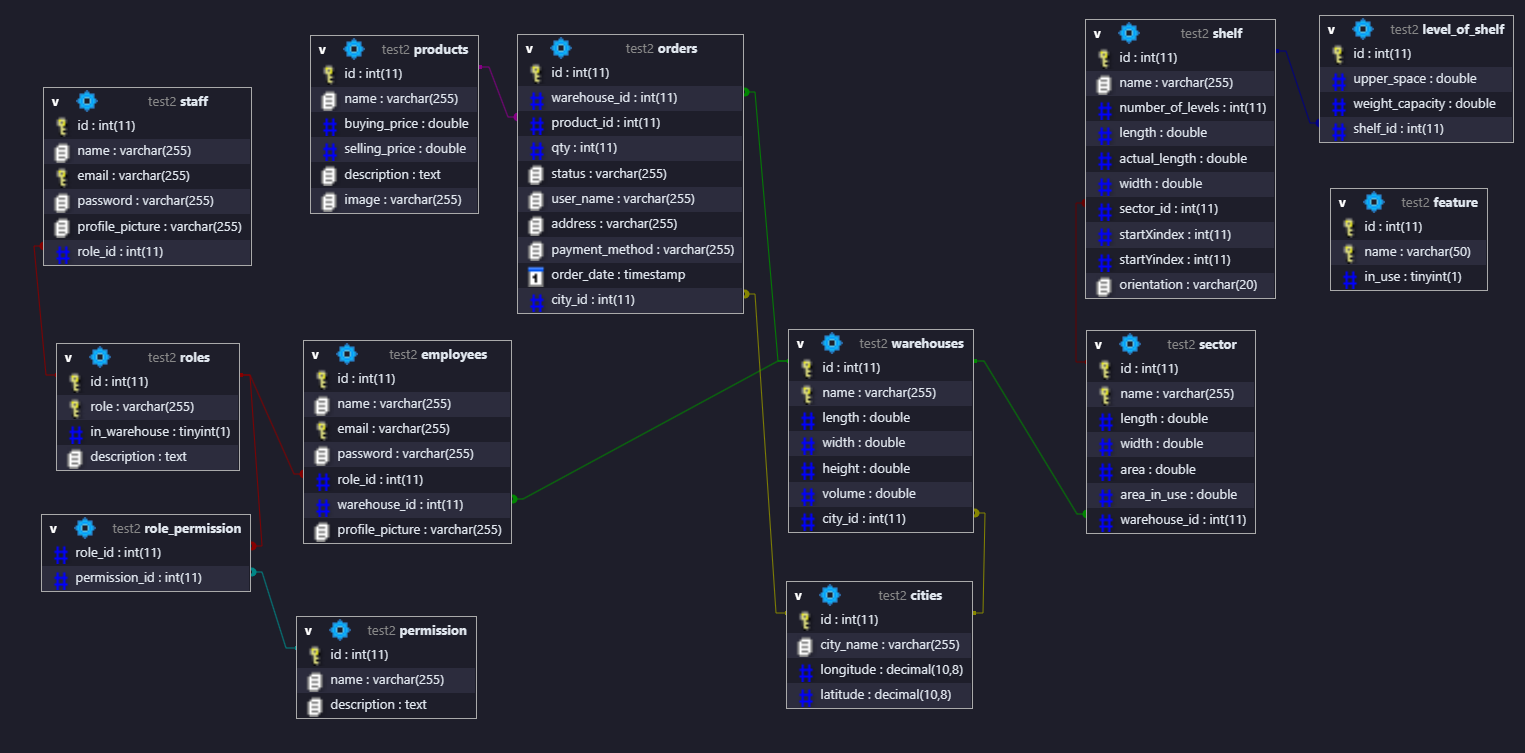 v test2 staff
id : int(11)
name : varchar(255)
email : varchar(255)
password : varchar(255)
profile_picture : varchar(255)
role_id : int(11)
v test2 products
id : int(11)
name : varchar(255)
buying_price : double
selling_price : double
description : text
image : varchar(255)
v test2 orders
id : int(11)
warehouse_id : int(11)
product_id : int(11)
qty : int(11)
status : varchar(255)
user_name : varchar(255)
address : varchar(255)
payment_method : varchar(255)
order_date : timestamp
city_id : int(11)
v test2 shelf
id : int(11)
name : varchar(255)
number_of_levels : int(11)
length : double
actual_length : double
width : double
sector_id : int(11)
startXindex : int(11)
startYindex : int(11)
orientation : varchar(20)
v test2 level_of_shelf
id : int(11)
upper_space : double
weight_capacity : double
shelf_id : int(11)
v test2 feature
id : int(11)
name : varchar(50)
in_use : tinyint(1)
v test2 roles
id : int(11)
role : varchar(255)
in_warehouse : tinyint(1)
description : text
v test2 employees
id : int(11)
name : varchar(255)
email : varchar(255)
password : varchar(255)
role_id : int(11)
warehouse_id : int(11)
profile_picture : varchar(255)
v test2 warehouses
id : int(11)
name : varchar(255)
length : double
width : double
height : double
volume : double
city_id : int(11)
v test2 sector
id : int(11)
name : varchar(255)
length : double
width : double
area : double
area_in_use : double
warehouse_id : int(11)
v test2 role_permission
role_id : int(11)
permission_id : int(11)
v test2 permission
id : int(11)
name : varchar(255)
description : text
v test2 cities
id : int(11)
city_name : varchar(255)
longitude : decimal(10,8)
latitude : decimal(10,8)